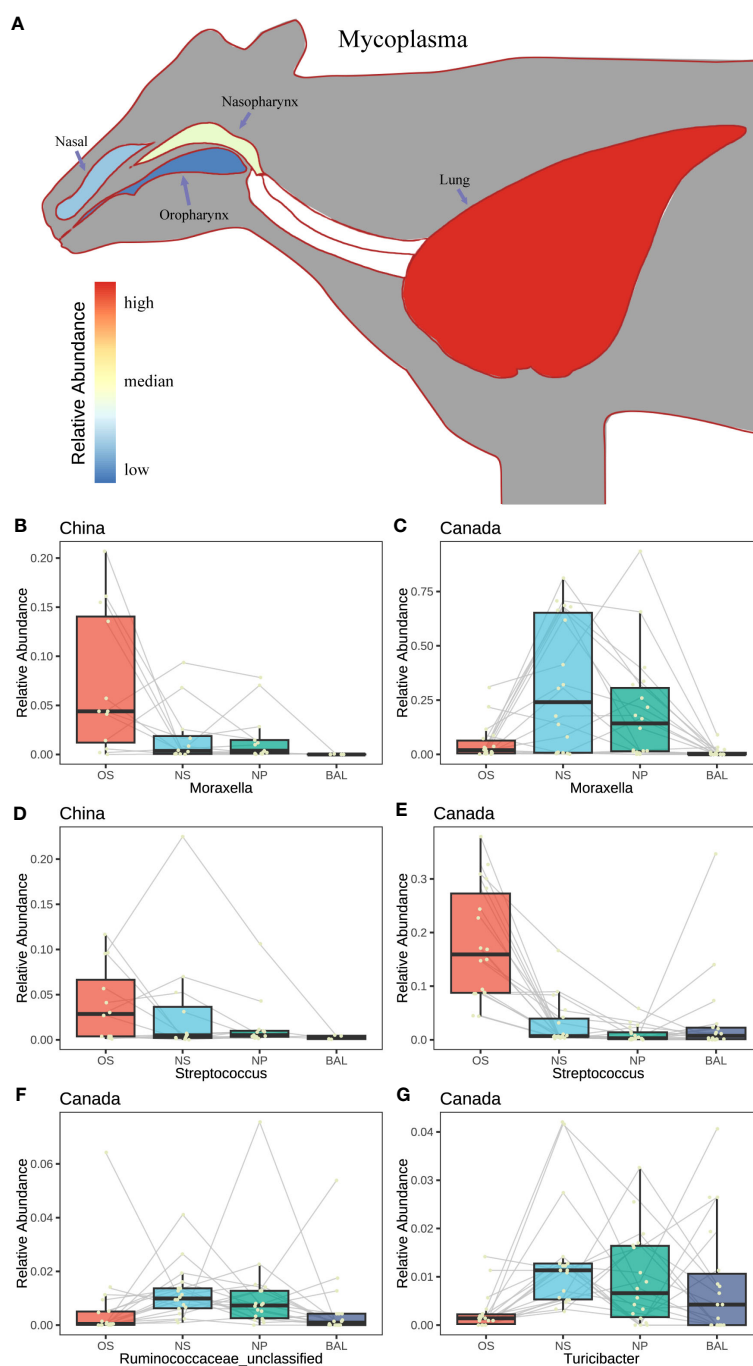 A
Mycoplasma
Nasopharynx
Nasal
Oropharynx
Lung
Relative Abundance
high
median
low
B
China
Relative Abundance
0.20
0.15
0.10
0.05
0.00
OS NS NP BAL
Moraxella
C
Canada
Relative Abundance
0.75
0.50
0.25
0.00
OS NS NP BAL
Moraxella
D
China
Relative Abundance
0.20
0.15
0.10
0.05
0.00
OS NS NP BAL
Streptococcus
E
Canada
Relative Abundance
0.3
0.2
0.1
0.0
OS NS NP BAL
Streptococcus
F
Canada
Relative Abundance
0.06
0.04
0.02
0.00
OS NS NP BAL
Ruminococcaceae_unclassified
G
Canada
Relative Abundance
0.04
0.03
0.02
0.01
0.00
OS NS NP BAL
Turicibacter